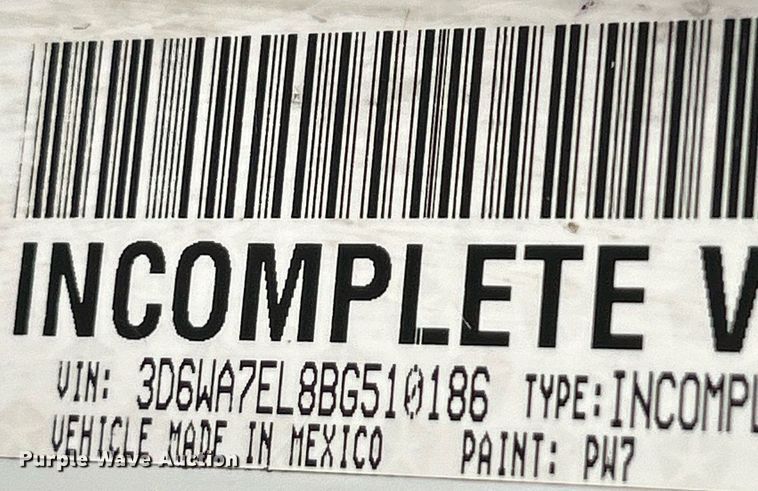 INCOMPLETE V
VIN: 3D6WA7EL8BG510186 TYPE: INCOMPL
VEHICLE MADE IN MEXICO PAINT: PW7
Purple Wave Auction